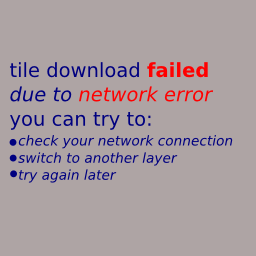 tile download failed
due to network error
you can try to:
•check your network connection
•switch to another layer
•try again later